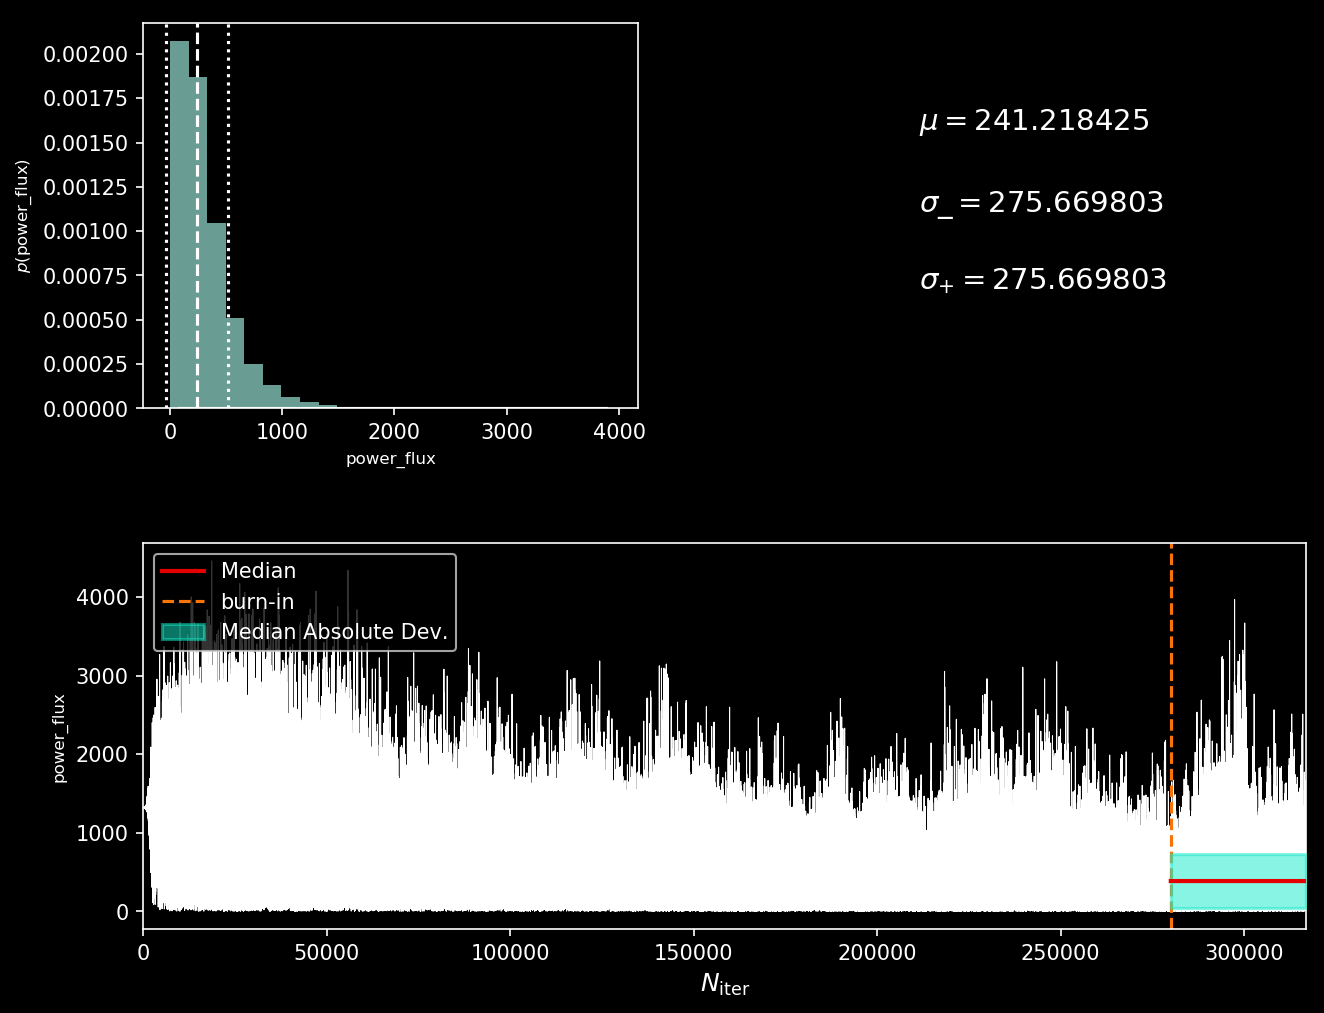 0.00200
0.00175
0.00150
0.00125
0.00100
0.00075
0.00050
0.00025
0.00000
p(power_flux)
0 1000 2000 3000 4000
power_flux
μ = 241.218425
σ_ = 275.669803
σ+ = 275.669803
Median
burn-in
Median Absolute Dev.
4000
3000
2000
1000
0
power_flux
0 50000 100000 150000 200000 250000 300000
Niter